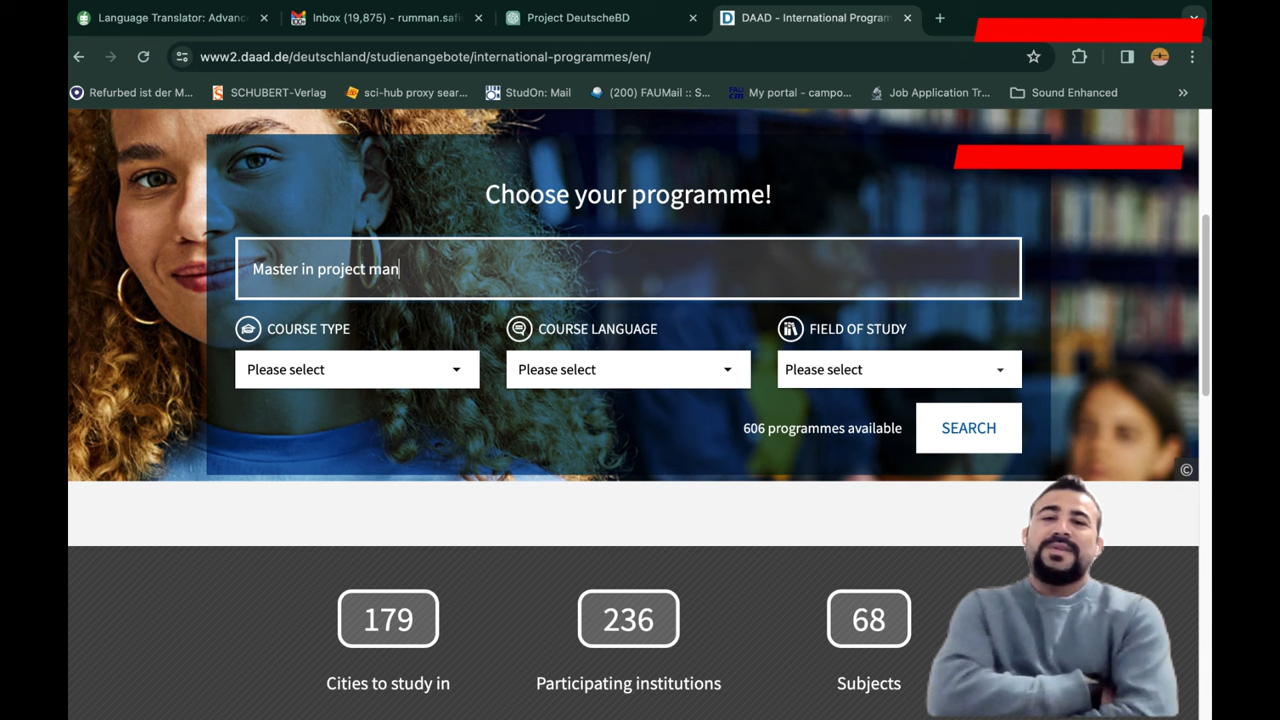 Language Translator: Advanc
Inbox (19,875) - rumman.safi
Project DeutscheBD
DAAD - International Program
www2.daad.de/deutschland/studienangebote/international-programmes/en/
Refurbed ist der M...
SCHUBERT-Verlag
sci-hub proxy sear...
StudOn: Mail
(200) FAUMail :: S...
My portal - campo...
Job Application Tr...
Sound Enhanced
Choose your programme!
Master in project man
COURSE TYPE
COURSE LANGUAGE
FIELD OF STUDY
Please select
Please select
Please select
606 programmes available
SEARCH
©
179
236
68
Cities to study in
Participating institutions
Subjects